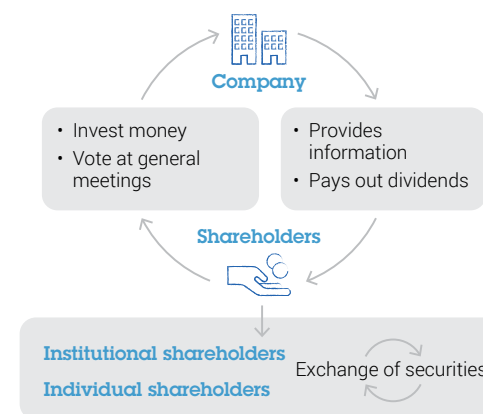 Company
• Invest money
• Vote at general
meetings
• Provides
information
• Pays out dividends
Shareholders
Institutional shareholders
Individual shareholders
Exchange of securities